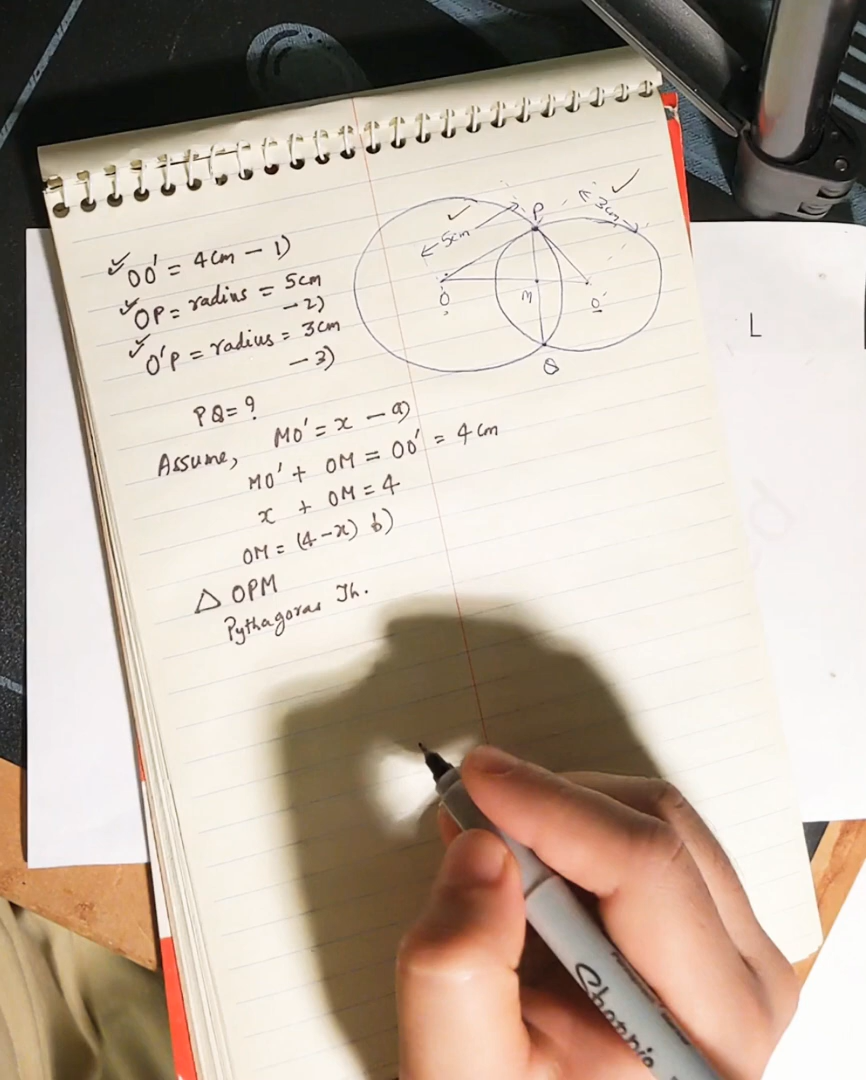 OO' = 4cm - 1)
OP = radius = 5cm
- 2)
O'P = radius = 3cm
- 3)
5cm
3cm
P
O
M
O'
Q
PQ = ?
Assume, MO' = x - a)
MO' + OM = OO' = 4cm
x + OM = 4
OM = (4-x) b)
△ OPM
Pythagoras Th.
L
Sharpie